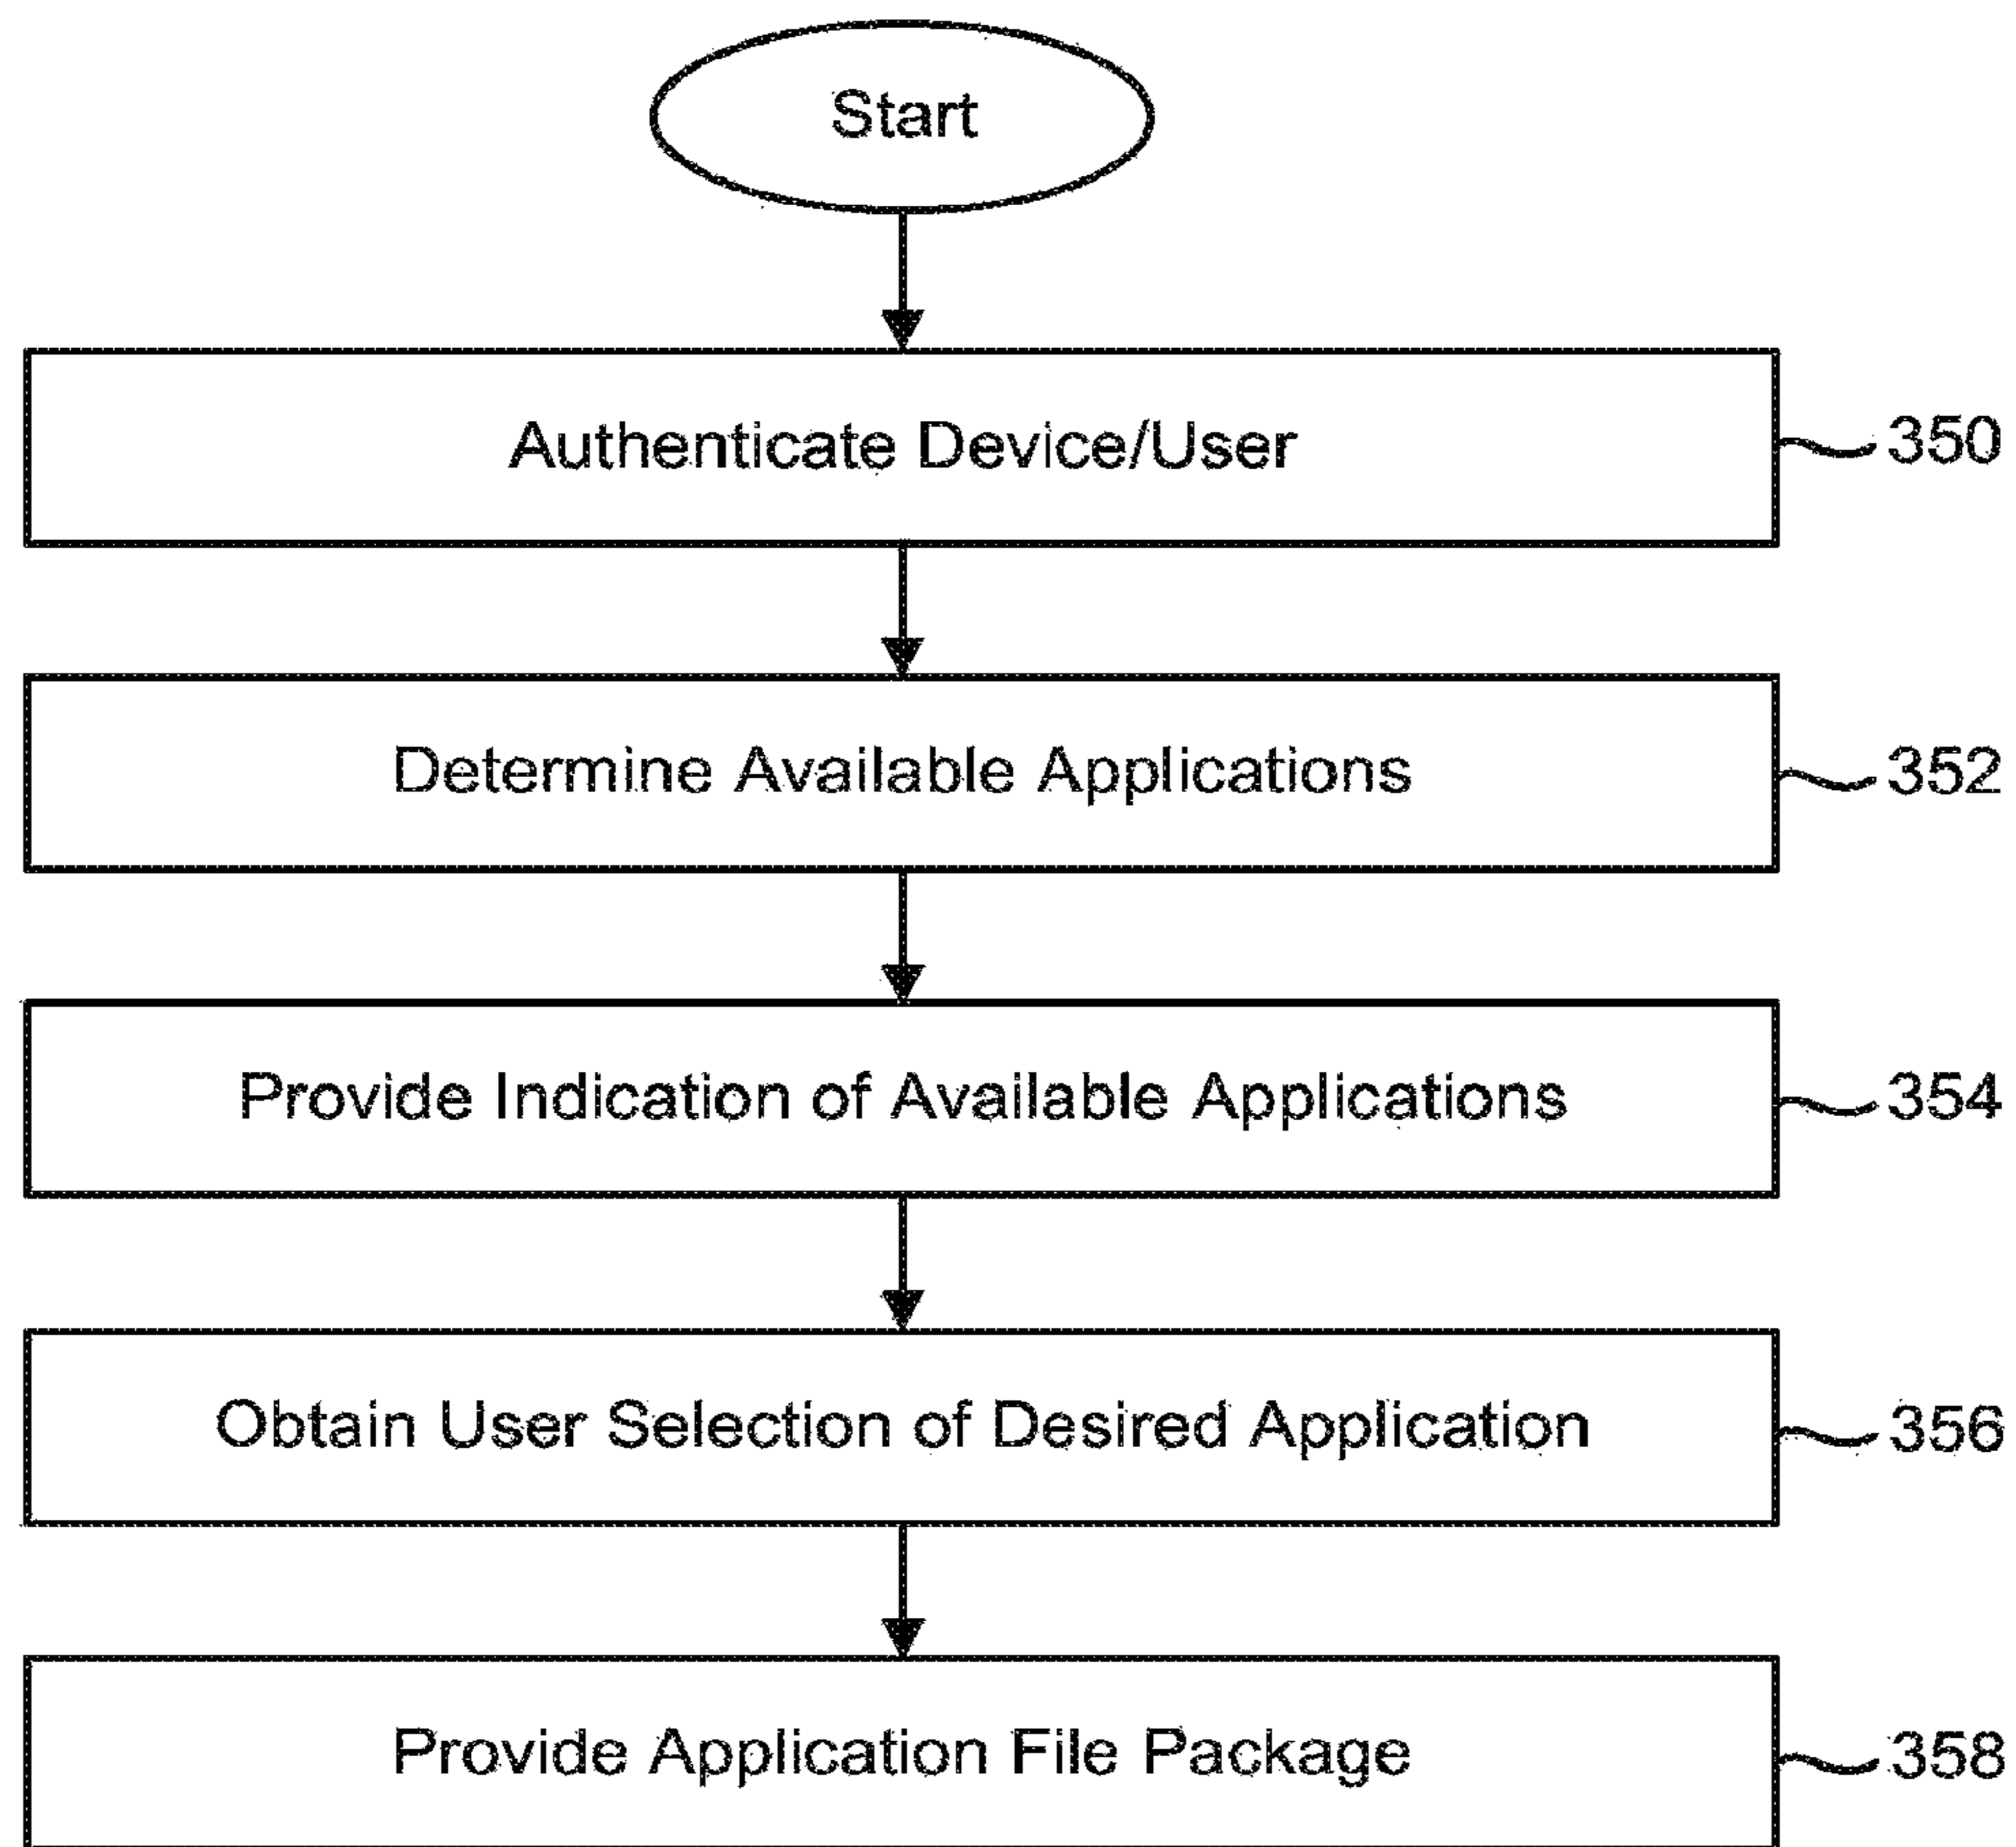 Start
Authenticate Device/User
350
Determine Available Applications
352
Provide Indication of Available Applications
354
Obtain User Selection of Desired Application
356
Provide Application File Package
358